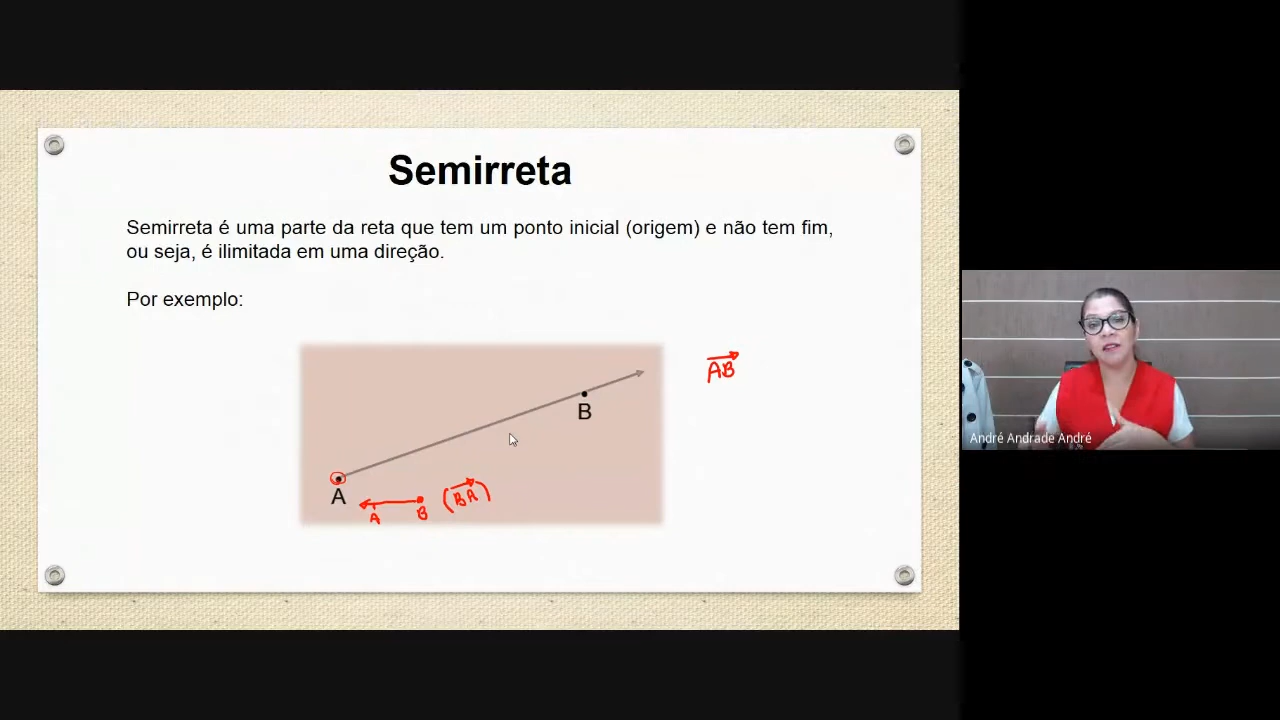 Semirreta
Semirreta é uma parte da reta que tem um ponto inicial (origem) e não tem fim,
ou seja, é ilimitada em uma direção.
Por exemplo:
AB
B
A
A B (BA)
André Andrade André